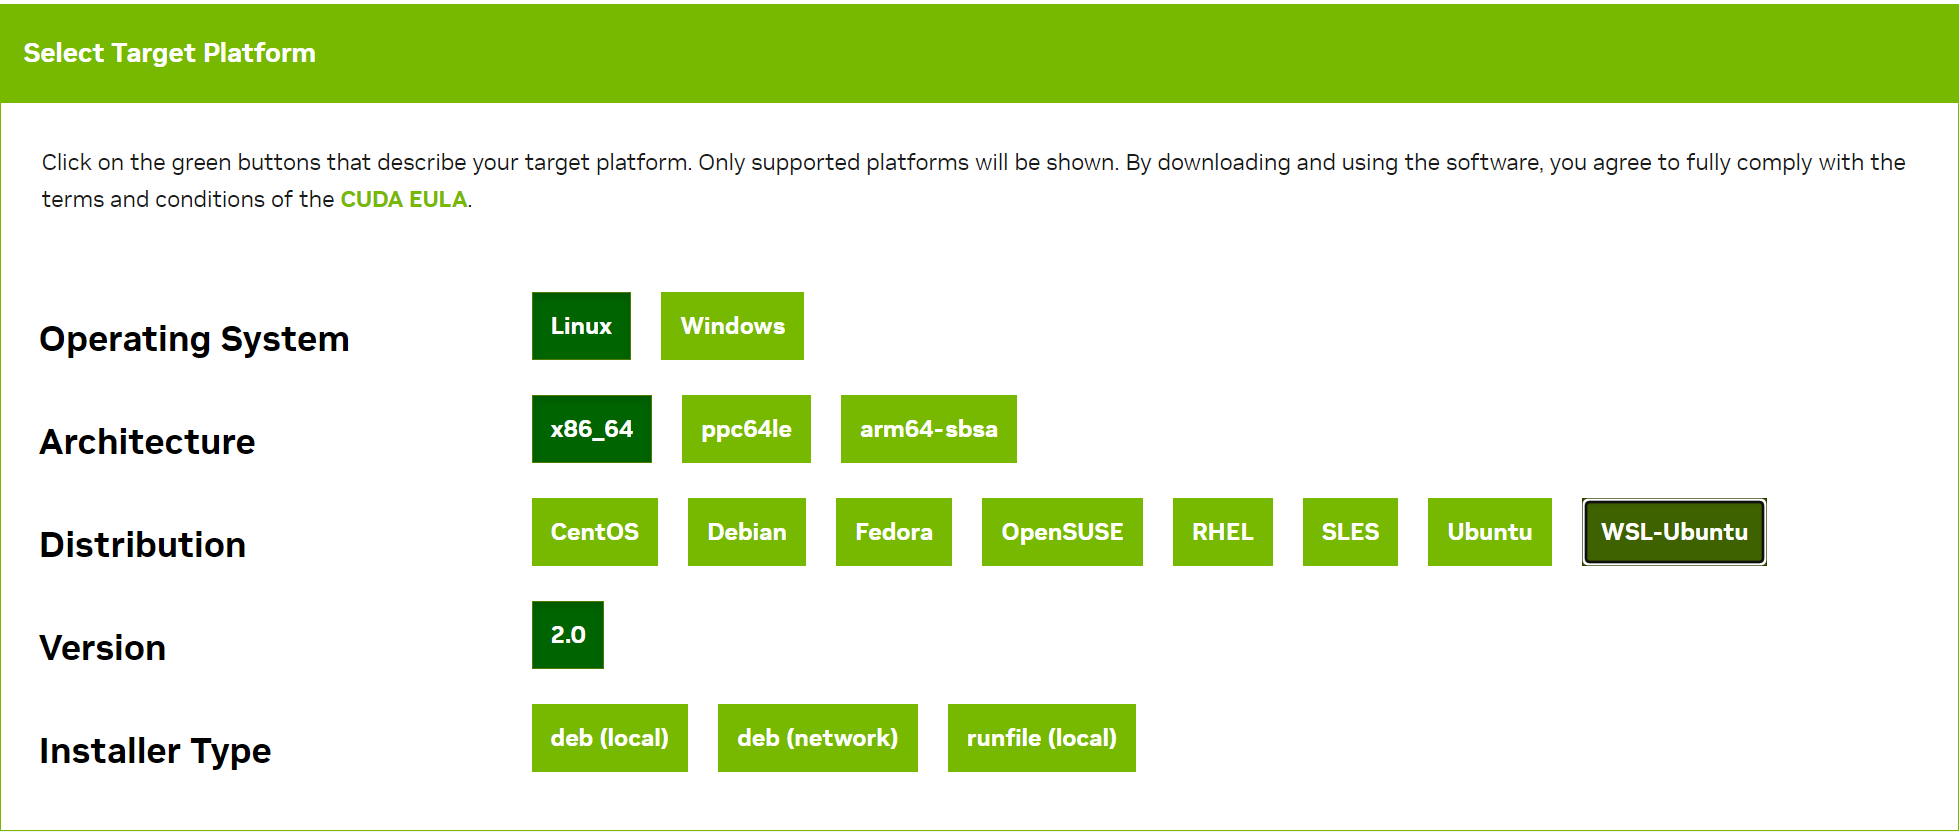 Select Target Platform
Click on the green buttons that describe your target platform. Only supported platforms will be shown. By downloading and using the software, you agree to fully comply with the
terms and conditions of the CUDA EULA.
Operating System
Linux
Windows
Architecture
x86_64
ppc64le
arm64-sbsa
Distribution
CentOS
Debian
Fedora
OpenSUSE
RHEL
SLES
Ubuntu
WSL-Ubuntu
Version
2.0
Installer Type
deb (local)
deb (network)
runfile (local)